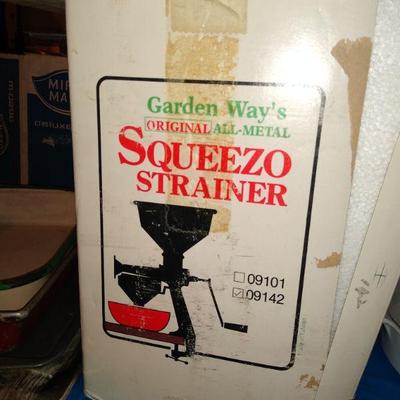 Garden Way's
ORIGINAL ALL-METAL
SQUEEZO
STRAINER
09101
09142